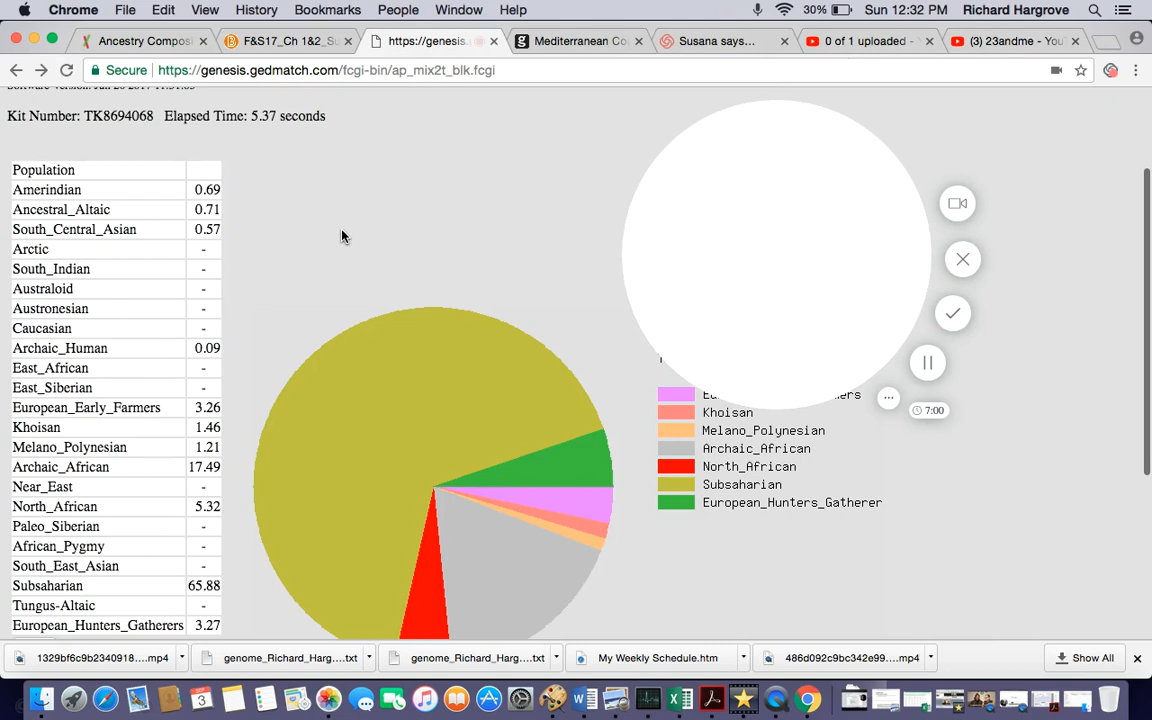 Chrome File Edit View History Bookmarks People Window Help 30% Sun 12:32 PM Richard Hargrove
Ancestry Compos F&S17_Ch 1&2_Su https://genesis. Mediterranean Co Susana says... 0 of 1 uploaded - (3) 23andme - You
Secure https://genesis.gedmatch.com/fcgi-bin/ap_mix2t_blk.fcgi
Kit Number: TK8694068 Elapsed Time: 5.37 seconds
Population
Amerindian 0.69
Ancestral_Altaic 0.71
South_Central_Asian 0.57
Arctic -
South_Indian -
Australoid -
Austronesian -
Caucasian -
Archaic_Human 0.09
East_African -
East_Siberian -
European_Early_Farmers 3.26
Khoisan 1.46
Melano_Polynesian 1.21
Archaic_African 17.49
Near_East -
North_African 5.32
Paleo_Siberian -
African_Pygmy -
South_East_Asian -
Subsaharian 65.88
Tungus-Altaic -
European_Hunters_Gatherers 3.27
Khoisan
Melano_Polynesian
Archaic_African
North_African
Subsaharian
European_Hunters_Gatherer
7:00
1329bf6c9b2340918....mp4 genome_Richard_Harg....txt genome_Richard_Harg....txt My Weekly Schedule.htm 486d092c9bc342e99....mp4 Show All
3